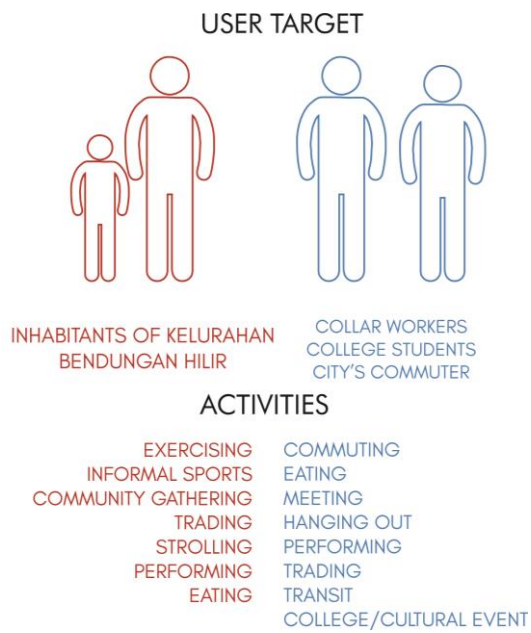 USER TARGET
INHABITANTS OF KELURAHAN
BENDUNGAN HILIR
COLLAR WORKERS
COLLEGE STUDENTS
CITY'S COMMUTER
ACTIVITIES
EXERCISING
INFORMAL SPORTS
COMMUNITY GATHERING
TRADING
STROLLING
PERFORMING
EATING
COMMUTING
EATING
MEETING
HANGING OUT
PERFORMING
TRADING
TRANSIT
COLLEGE/CULTURAL EVENT